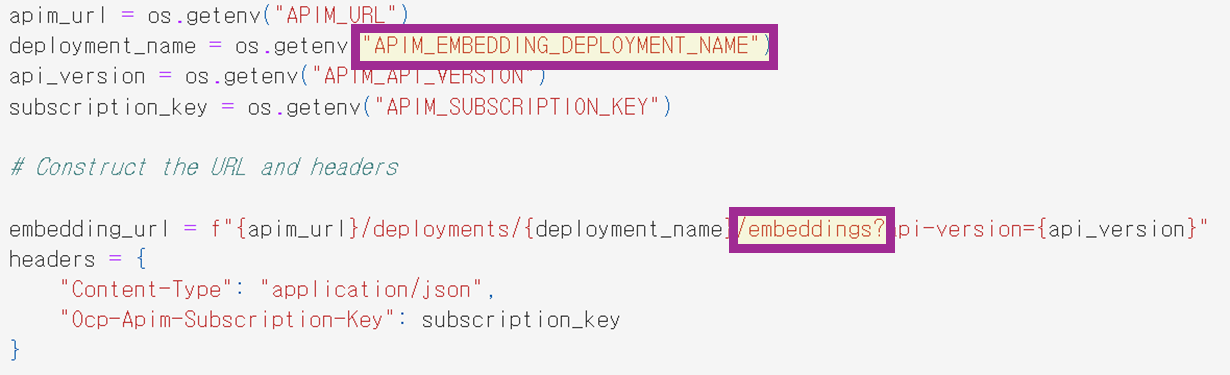 apim_url = os.getenv("APIM_URL")
deployment_name = os.getenv("APIM_EMBEDDING_DEPLOYMENT_NAME")
api_version = os.getenv("APIM_API_VERSION")
subscription_key = os.getenv("APIM_SUBSCRIPTION_KEY")
# Construct the URL and headers
embedding_url = f"{apim_url}/deployments/{deployment_name}/embeddings?api-version={api_version}"
headers = {
    "Content-Type": "application/json",
    "Ocp-Apim-Subscription-Key": subscription_key
}